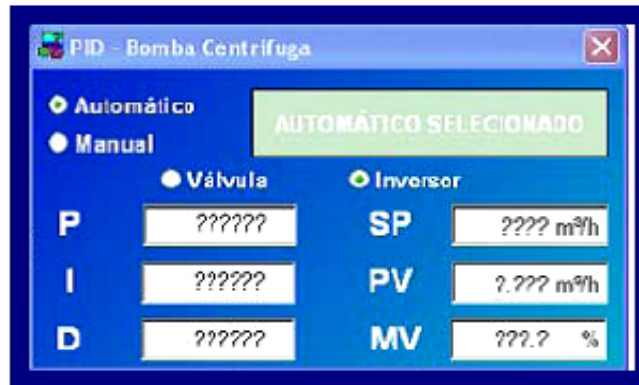 PID - Bomba Centrifuga
Automático
AUTOMÁTICO SELECIONADO
Manual
Válvula Inversor
P ?????? SP ???? m³/h
I ?????? PV ?.??? m³/h
D ?????? MV ???.? %